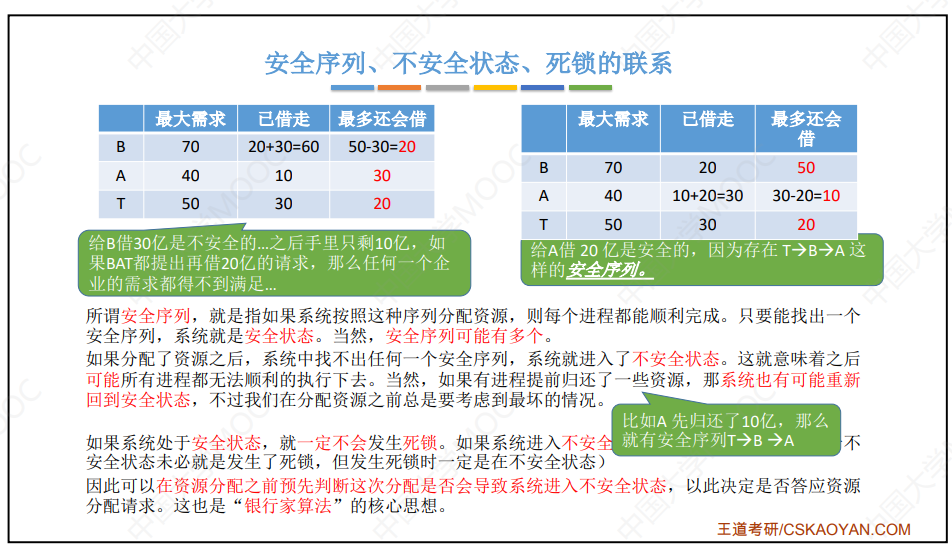 安全序列、不安全状态、死锁的联系
最大需求 已借走 最多还会借
B 70 20+30=60 50-30=20
A 40 10 30
T 50 30 20
给B借30亿是不安全的…之后手里只剩10亿，如
果BAT都提出再借20亿的请求，那么任何一个企
业的需求都得不到满足…
最大需求 已借走 最多还会
借
B 70 20 50
A 40 10+20=30 30-20=10
T 50 30 20
给A借 20 亿是安全的，因为存在 T→B→A 这
样的安全序列。
所谓安全序列，就是指如果系统按照这种序列分配资源，则每个进程都能顺利完成。只要能找出一个
安全序列，系统就是安全状态。当然，安全序列可能有多个。
如果分配了资源之后，系统中找不出任何一个安全序列，系统就进入了不安全状态。这就意味着之后
可能所有进程都无法顺利的执行下去。当然，如果有进程提前归还了一些资源，那系统也有可能重新
回到安全状态，不过我们在分配资源之前总是要考虑到最坏的情况。
比如A 先归还了10亿，那么
就有安全序列T→B →A
如果系统处于安全状态，就一定不会发生死锁。如果系统进入不安 不
安全状态未必就是发生了死锁，但发生死锁时一定是在不安全状态）
因此可以在资源分配之前预先判断这次分配是否会导致系统进入不安全状态，以此决定是否答应资源
分配请求。这也是“银行家算法”的核心思想。
王道考研/CSKAOYAN.COM
中国大学MOOC